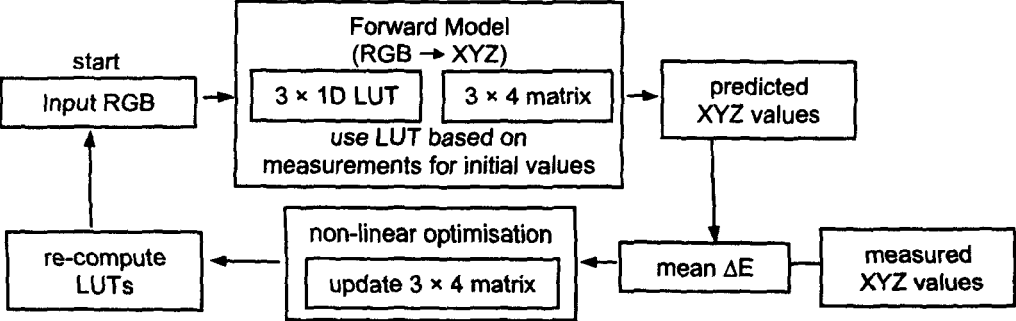 start
Input RGB
Forward Model
(RGB → XYZ)
3 × 1D LUT
3 × 4 matrix
use LUT based on
measurements for initial values
predicted
XYZ values
measured
XYZ values
mean ΔE
non-linear optimisation
update 3 × 4 matrix
re-compute
LUTs